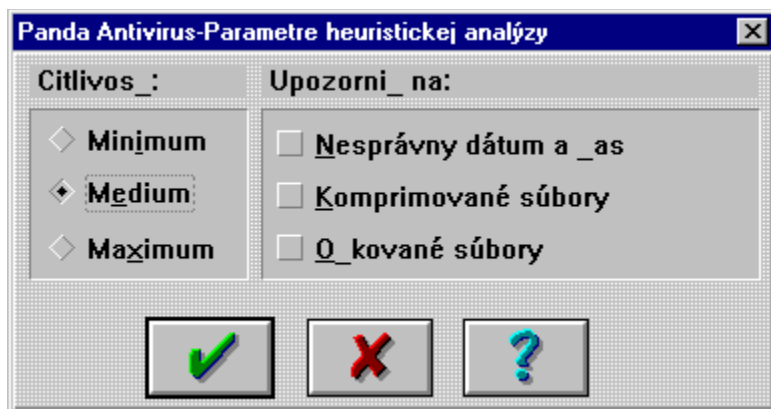 Panda Antivirus-Parametre heuristickej analýzy
Citlivos_:
Minimum
Medium
Maximum
Upozorni_ na:
Nesprávny dátum a _as
Komprimované súbory
O_kované súbory